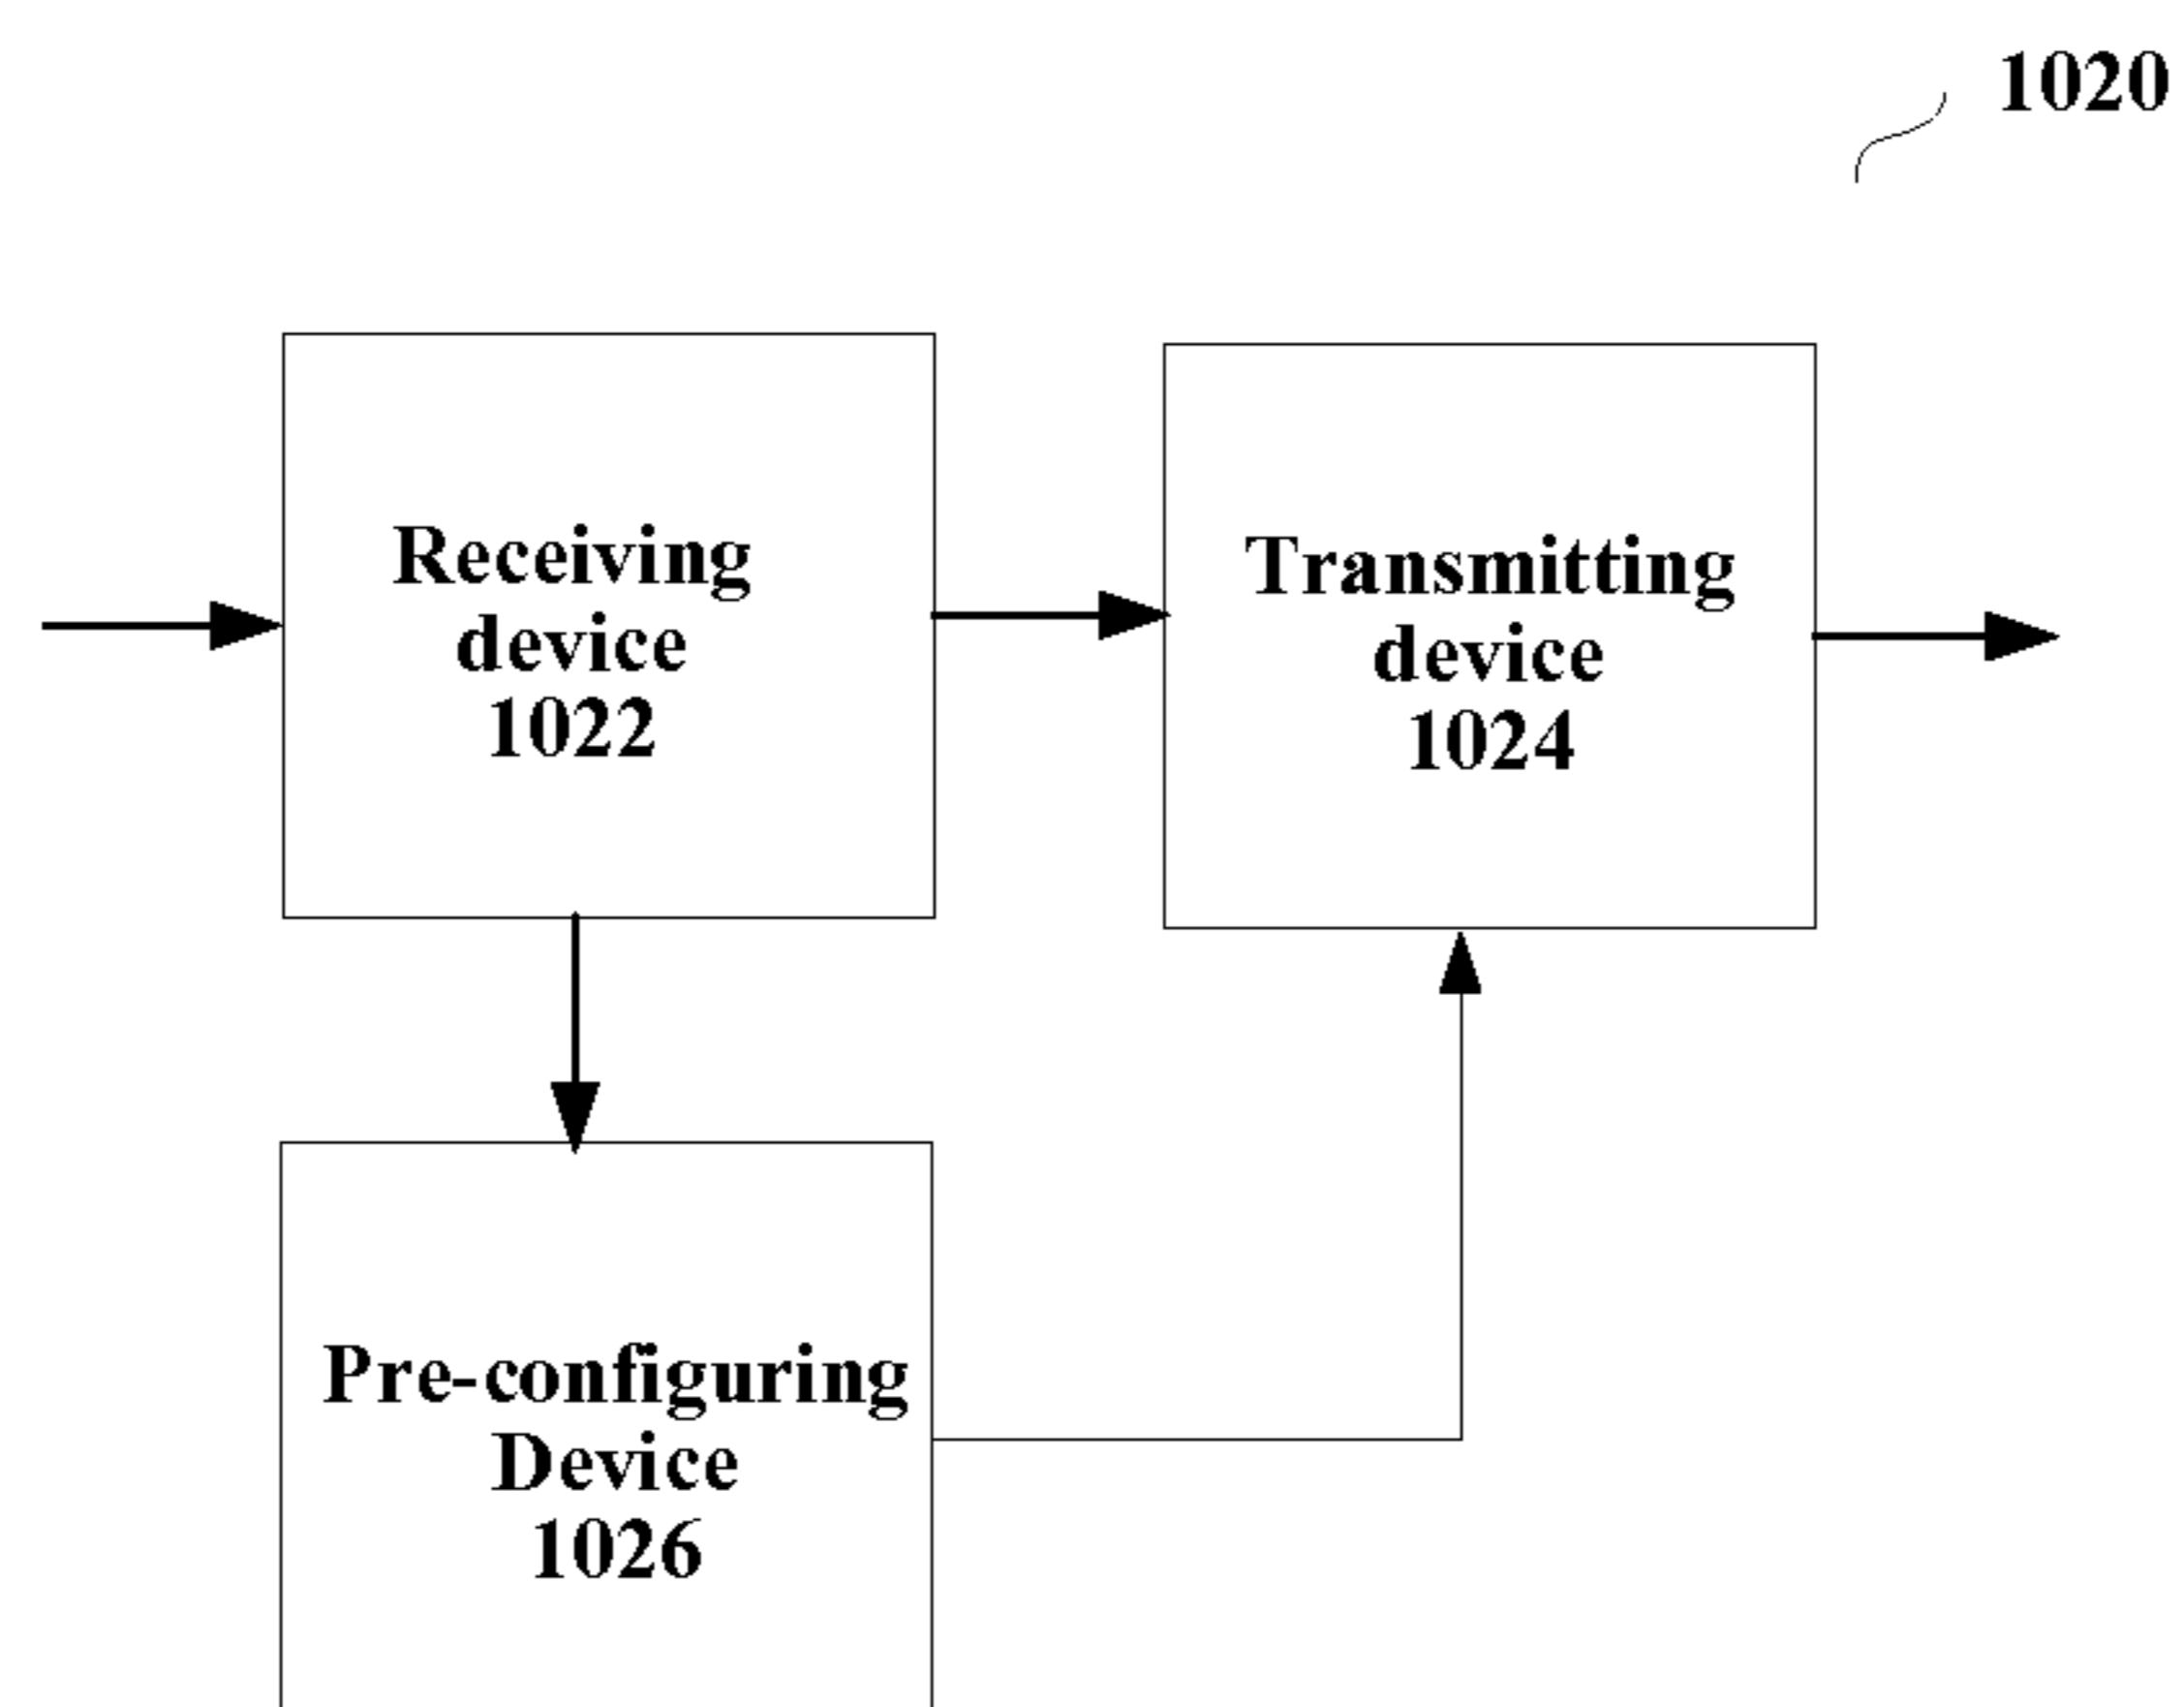 1020
Receiving
device
1022
Transmitting
device
1024
Pre-configuring
Device
1026